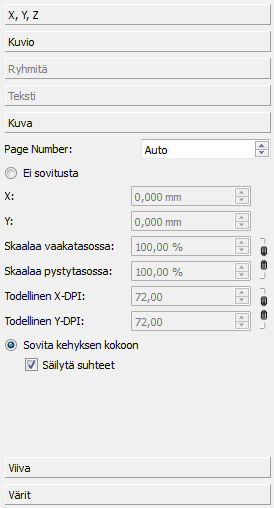 X, Y, Z
Kuvio
Ryhmitä
Teksti
Kuva
Page Number: Auto
Ei sovitusta
X: 0,000 mm
Y: 0,000 mm
Skaalaa vaakatasossa: 100,00 %
Skaalaa pystytasossa: 100,00 %
Todellinen X-DPI: 72,00
Todellinen Y-DPI: 72,00
Sovita kehyksen kokoon
Säilytä suhteet
Viiva
Värit